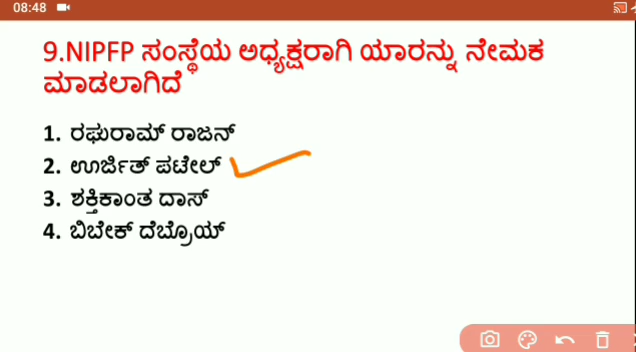 08:48
9.NIPFP ಸಂಸ್ಥೆಯ ಅಧ್ಯಕ್ಷರಾಗಿ ಯಾರನ್ನು ನೇಮಕ
ಮಾಡಲಾಗಿದೆ
1. ರಘುರಾಮ್ ರಾಜನ್
2. ಊರ್ಜಿತ್ ಪಟೇಲ್
3. ಶಕ್ತಿಕಾಂತ ದಾಸ್
4. ಬಿಬೇಕ್ ದೆಬ್ರೊಯ್